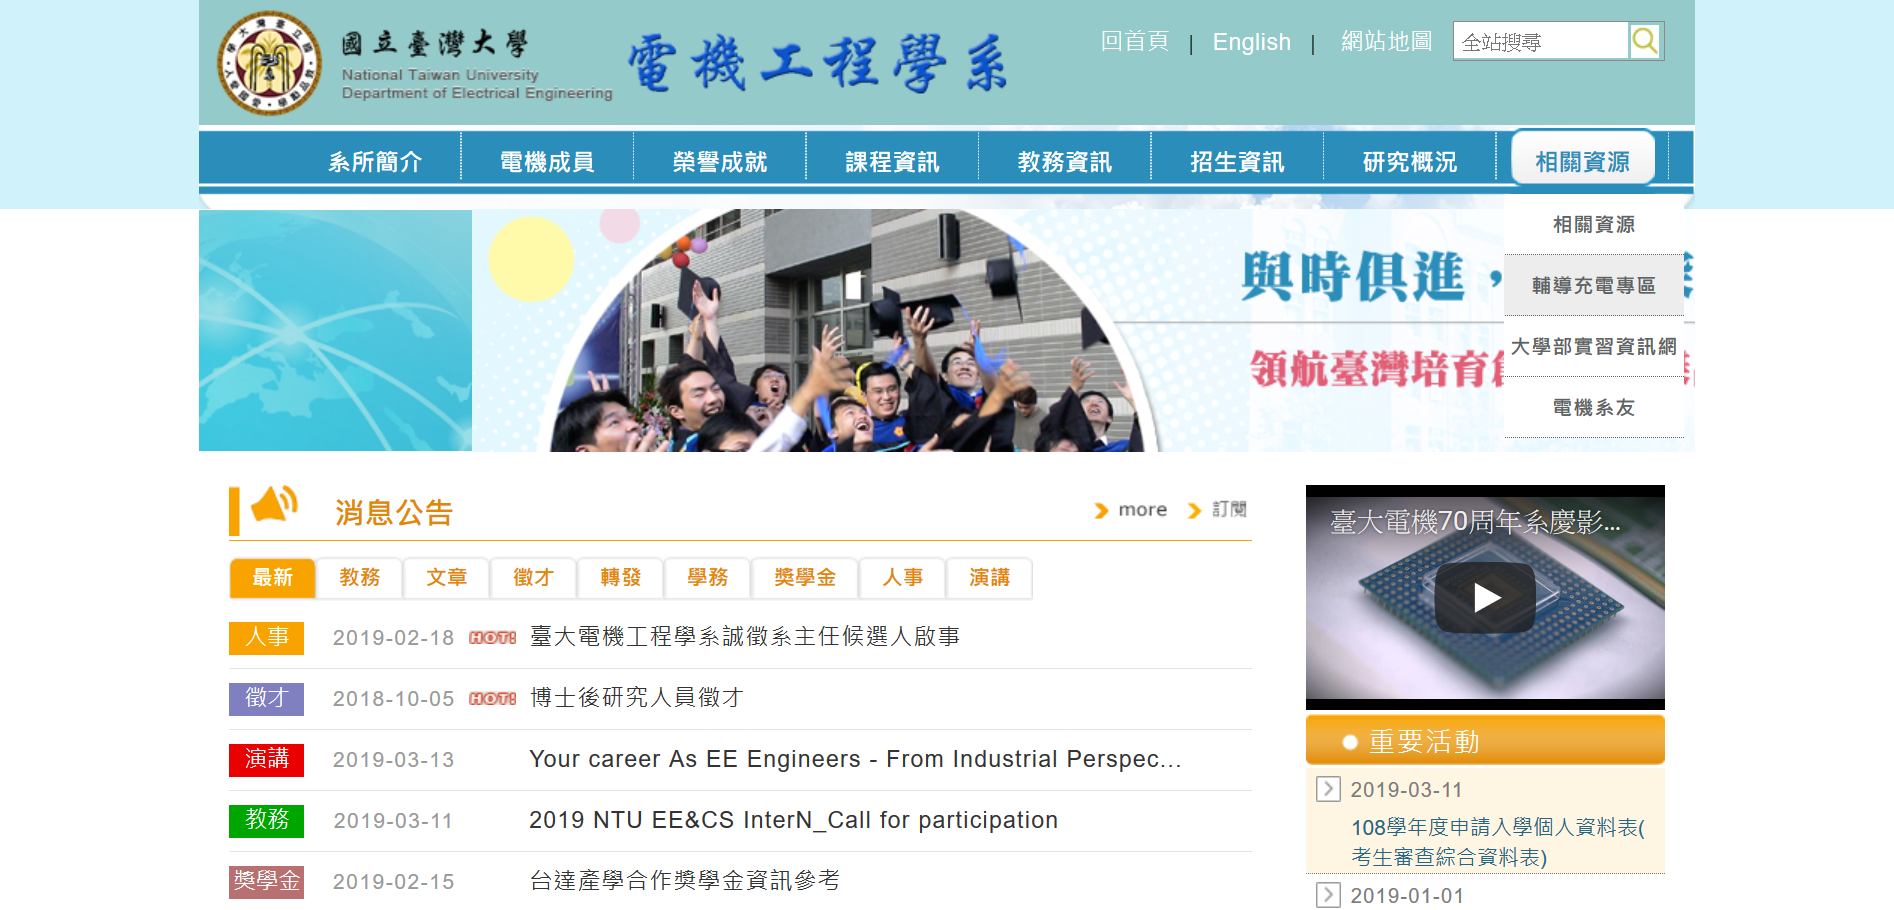 國立臺灣大學
National Taiwan University
Department of Electrical Engineering
電機工程學系
回首頁 | English | 網站地圖
全站搜尋
系所簡介 電機成員 榮譽成就 課程資訊 教務資訊 招生資訊 研究概況 相關資源
相關資源
輔導充電專區
大學部實習資訊網
電機系友
與時俱進，
領航臺灣培育
消息公告
more 訂閱
最新 教務 文章 徵才 轉發 學務 獎學金 人事 演講
人事 2019-02-18 HOT! 臺大電機工程學系誠徵系主任候選人啟事
徵才 2018-10-05 HOT! 博士後研究人員徵才
演講 2019-03-13 Your career As EE Engineers - From Industrial Perspec...
教務 2019-03-11 2019 NTU EE&CS InterN_Call for participation
獎學金 2019-02-15 台達產學合作獎學金資訊參考
臺大電機70周年系慶影...
重要活動
2019-03-11
108學年度申請入學個人資料表(
考生審查綜合資料表)
2019-01-01